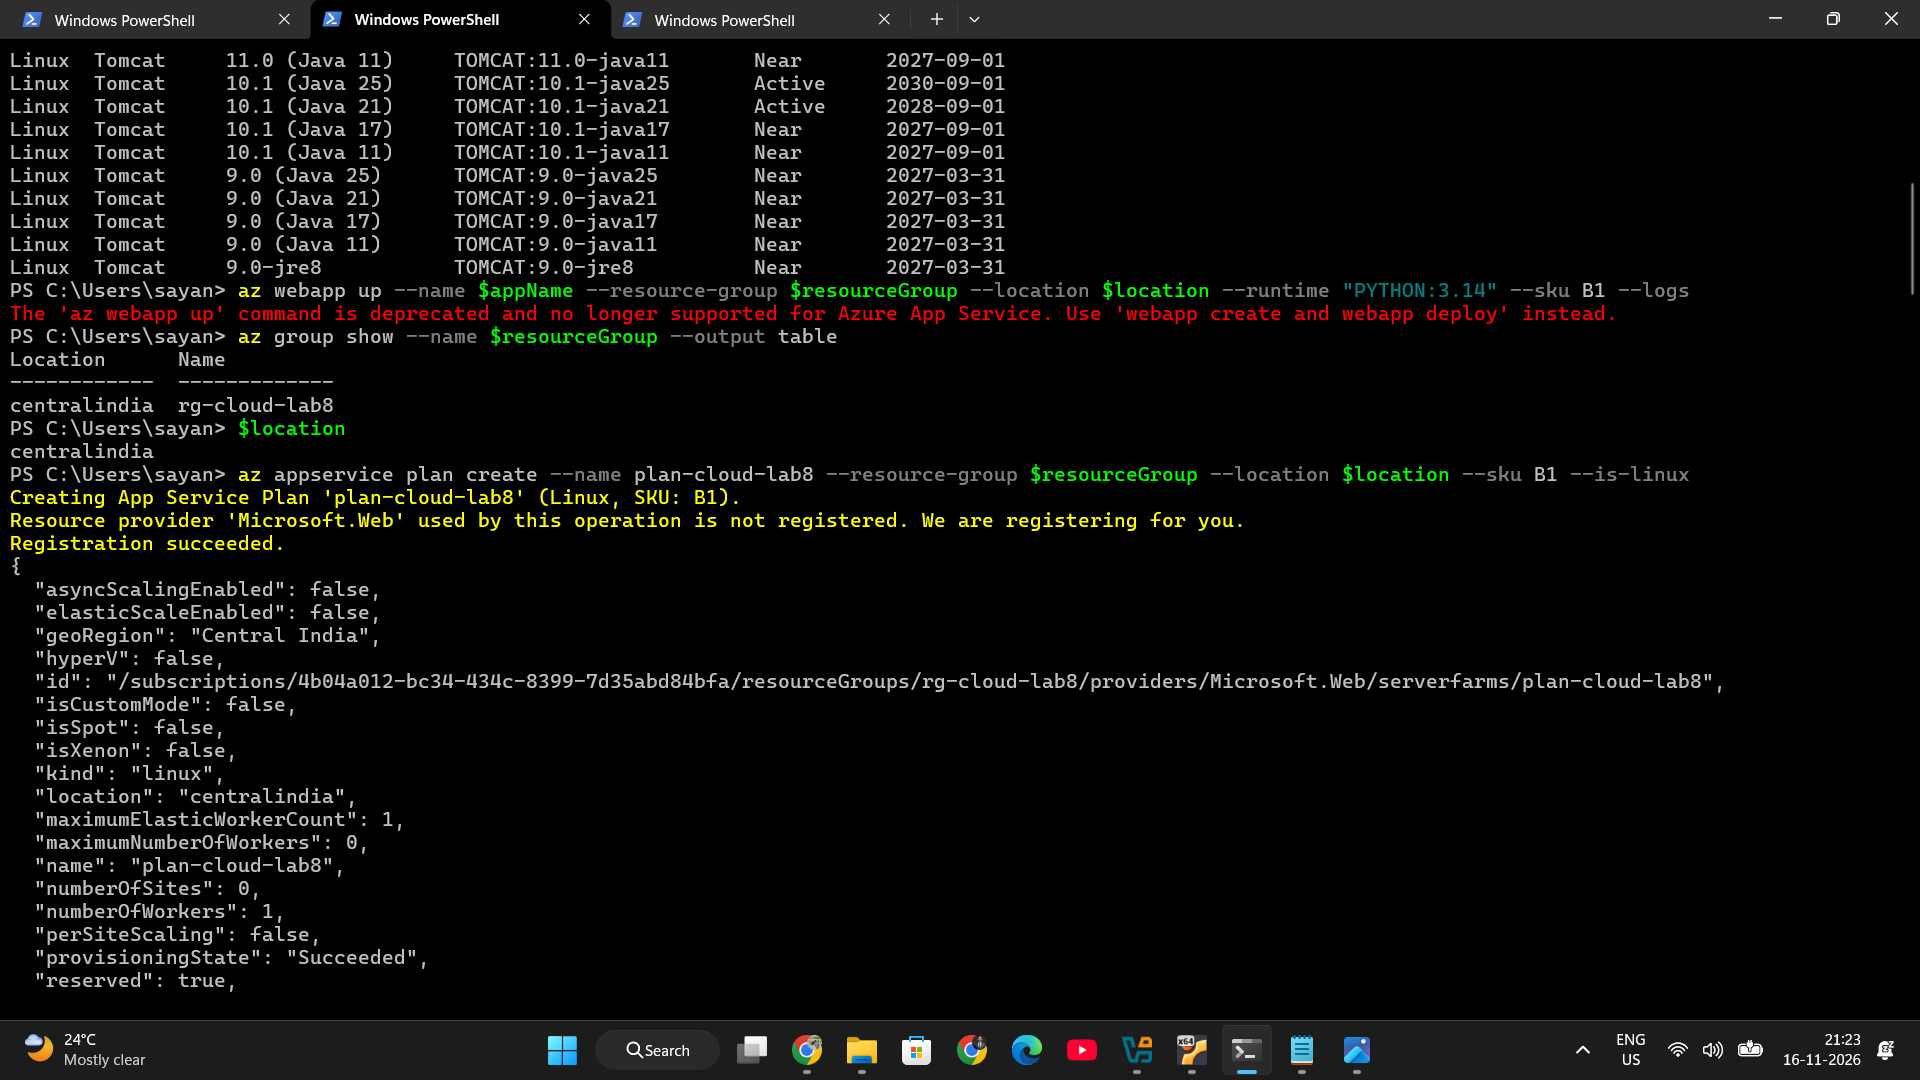 Windows PowerShell
Windows PowerShell
Windows PowerShell
Linux  Tomcat     11.0 (Java 11)     TOMCAT:11.0-java11       Near       2027-09-01
Linux  Tomcat     10.1 (Java 25)     TOMCAT:10.1-java25       Active     2030-09-01
Linux  Tomcat     10.1 (Java 21)     TOMCAT:10.1-java21       Active     2028-09-01
Linux  Tomcat     10.1 (Java 17)     TOMCAT:10.1-java17       Near       2027-09-01
Linux  Tomcat     10.1 (Java 11)     TOMCAT:10.1-java11       Near       2027-09-01
Linux  Tomcat     9.0 (Java 25)      TOMCAT:9.0-java25        Near       2027-03-31
Linux  Tomcat     9.0 (Java 21)      TOMCAT:9.0-java21        Near       2027-03-31
Linux  Tomcat     9.0 (Java 17)      TOMCAT:9.0-java17        Near       2027-03-31
Linux  Tomcat     9.0 (Java 11)      TOMCAT:9.0-java11        Near       2027-03-31
Linux  Tomcat     9.0-jre8           TOMCAT:9.0-jre8          Near       2027-03-31
PS C:\Users\sayan> az webapp up --name $appName --resource-group $resourceGroup --location $location --runtime "PYTHON:3.14" --sku B1 --logs
The 'az webapp up' command is deprecated and no longer supported for Azure App Service. Use 'webapp create and webapp deploy' instead.
PS C:\Users\sayan> az group show --name $resourceGroup --output table
Location      Name
------------  -------------
centralindia  rg-cloud-lab8
PS C:\Users\sayan> $location
centralindia
PS C:\Users\sayan> az appservice plan create --name plan-cloud-lab8 --resource-group $resourceGroup --location $location --sku B1 --is-linux
Creating App Service Plan 'plan-cloud-lab8' (Linux, SKU: B1).
Resource provider 'Microsoft.Web' used by this operation is not registered. We are registering for you.
Registration succeeded.
{
  "asyncScalingEnabled": false,
  "elasticScaleEnabled": false,
  "geoRegion": "Central India",
  "hyperV": false,
  "id": "/subscriptions/4b04a012-bc34-434c-8399-7d35abd84bfa/resourceGroups/rg-cloud-lab8/providers/Microsoft.Web/serverfarms/plan-cloud-lab8",
  "isCustomMode": false,
  "isSpot": false,
  "isXenon": false,
  "kind": "linux",
  "location": "centralindia",
  "maximumElasticWorkerCount": 1,
  "maximumNumberOfWorkers": 0,
  "name": "plan-cloud-lab8",
  "numberOfSites": 0,
  "numberOfWorkers": 1,
  "perSiteScaling": false,
  "provisioningState": "Succeeded",
  "reserved": true,
24°C
Mostly clear
Search
ENG
US
21:23
16-11-2026